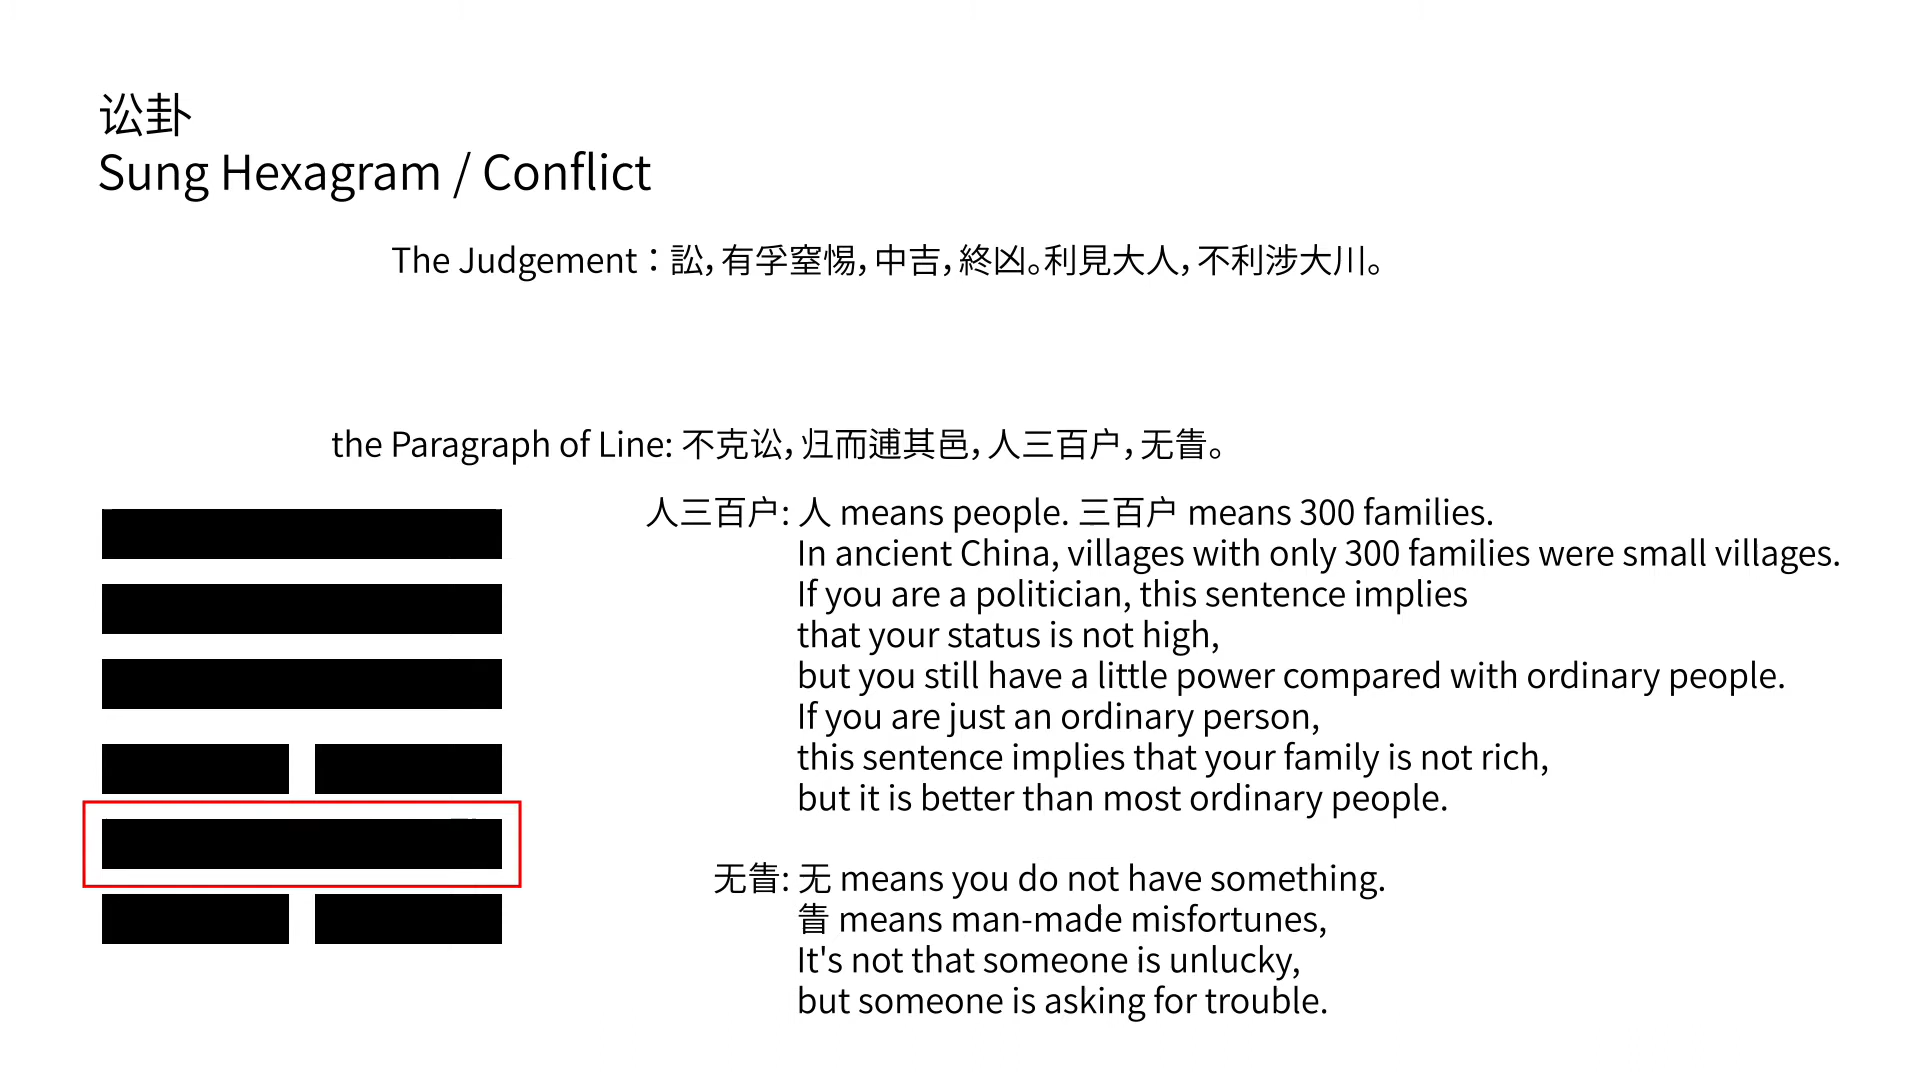 讼卦
Sung Hexagram / Conflict
The Judgement：訟，有孚窒惕，中吉，終凶。利見大人，不利涉大川。
the Paragraph of Line: 不克讼，归而逋其邑，人三百户，无眚。
人三百户: 人 means people. 三百户 means 300 families.
In ancient China, villages with only 300 families were small villages.
If you are a politician, this sentence implies
that your status is not high,
but you still have a little power compared with ordinary people.
If you are just an ordinary person,
this sentence implies that your family is not rich,
but it is better than most ordinary people.
无眚: 无 means you do not have something.
眚 means man-made misfortunes,
It's not that someone is unlucky,
but someone is asking for trouble.